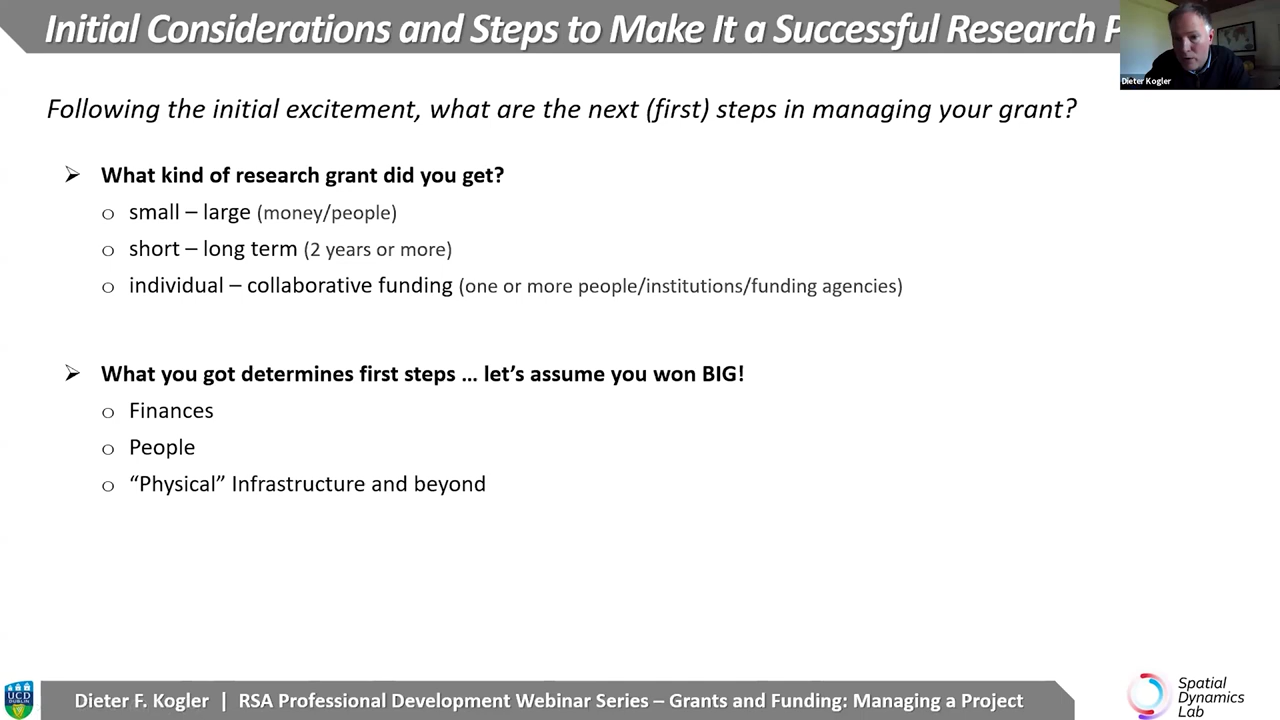 Initial Considerations and Steps to Make It a Successful Research
Dieter Kogler
Following the initial excitement, what are the next (first) steps in managing your grant?
➢ What kind of research grant did you get?
o small – large (money/people)
o short – long term (2 years or more)
o individual – collaborative funding (one or more people/institutions/funding agencies)
➢ What you got determines first steps … let's assume you won BIG!
o Finances
o People
o “Physical” Infrastructure and beyond
UCD
DUBLIN
Dieter F. Kogler | RSA Professional Development Webinar Series – Grants and Funding: Managing a Project
Spatial
Dynamics
Lab